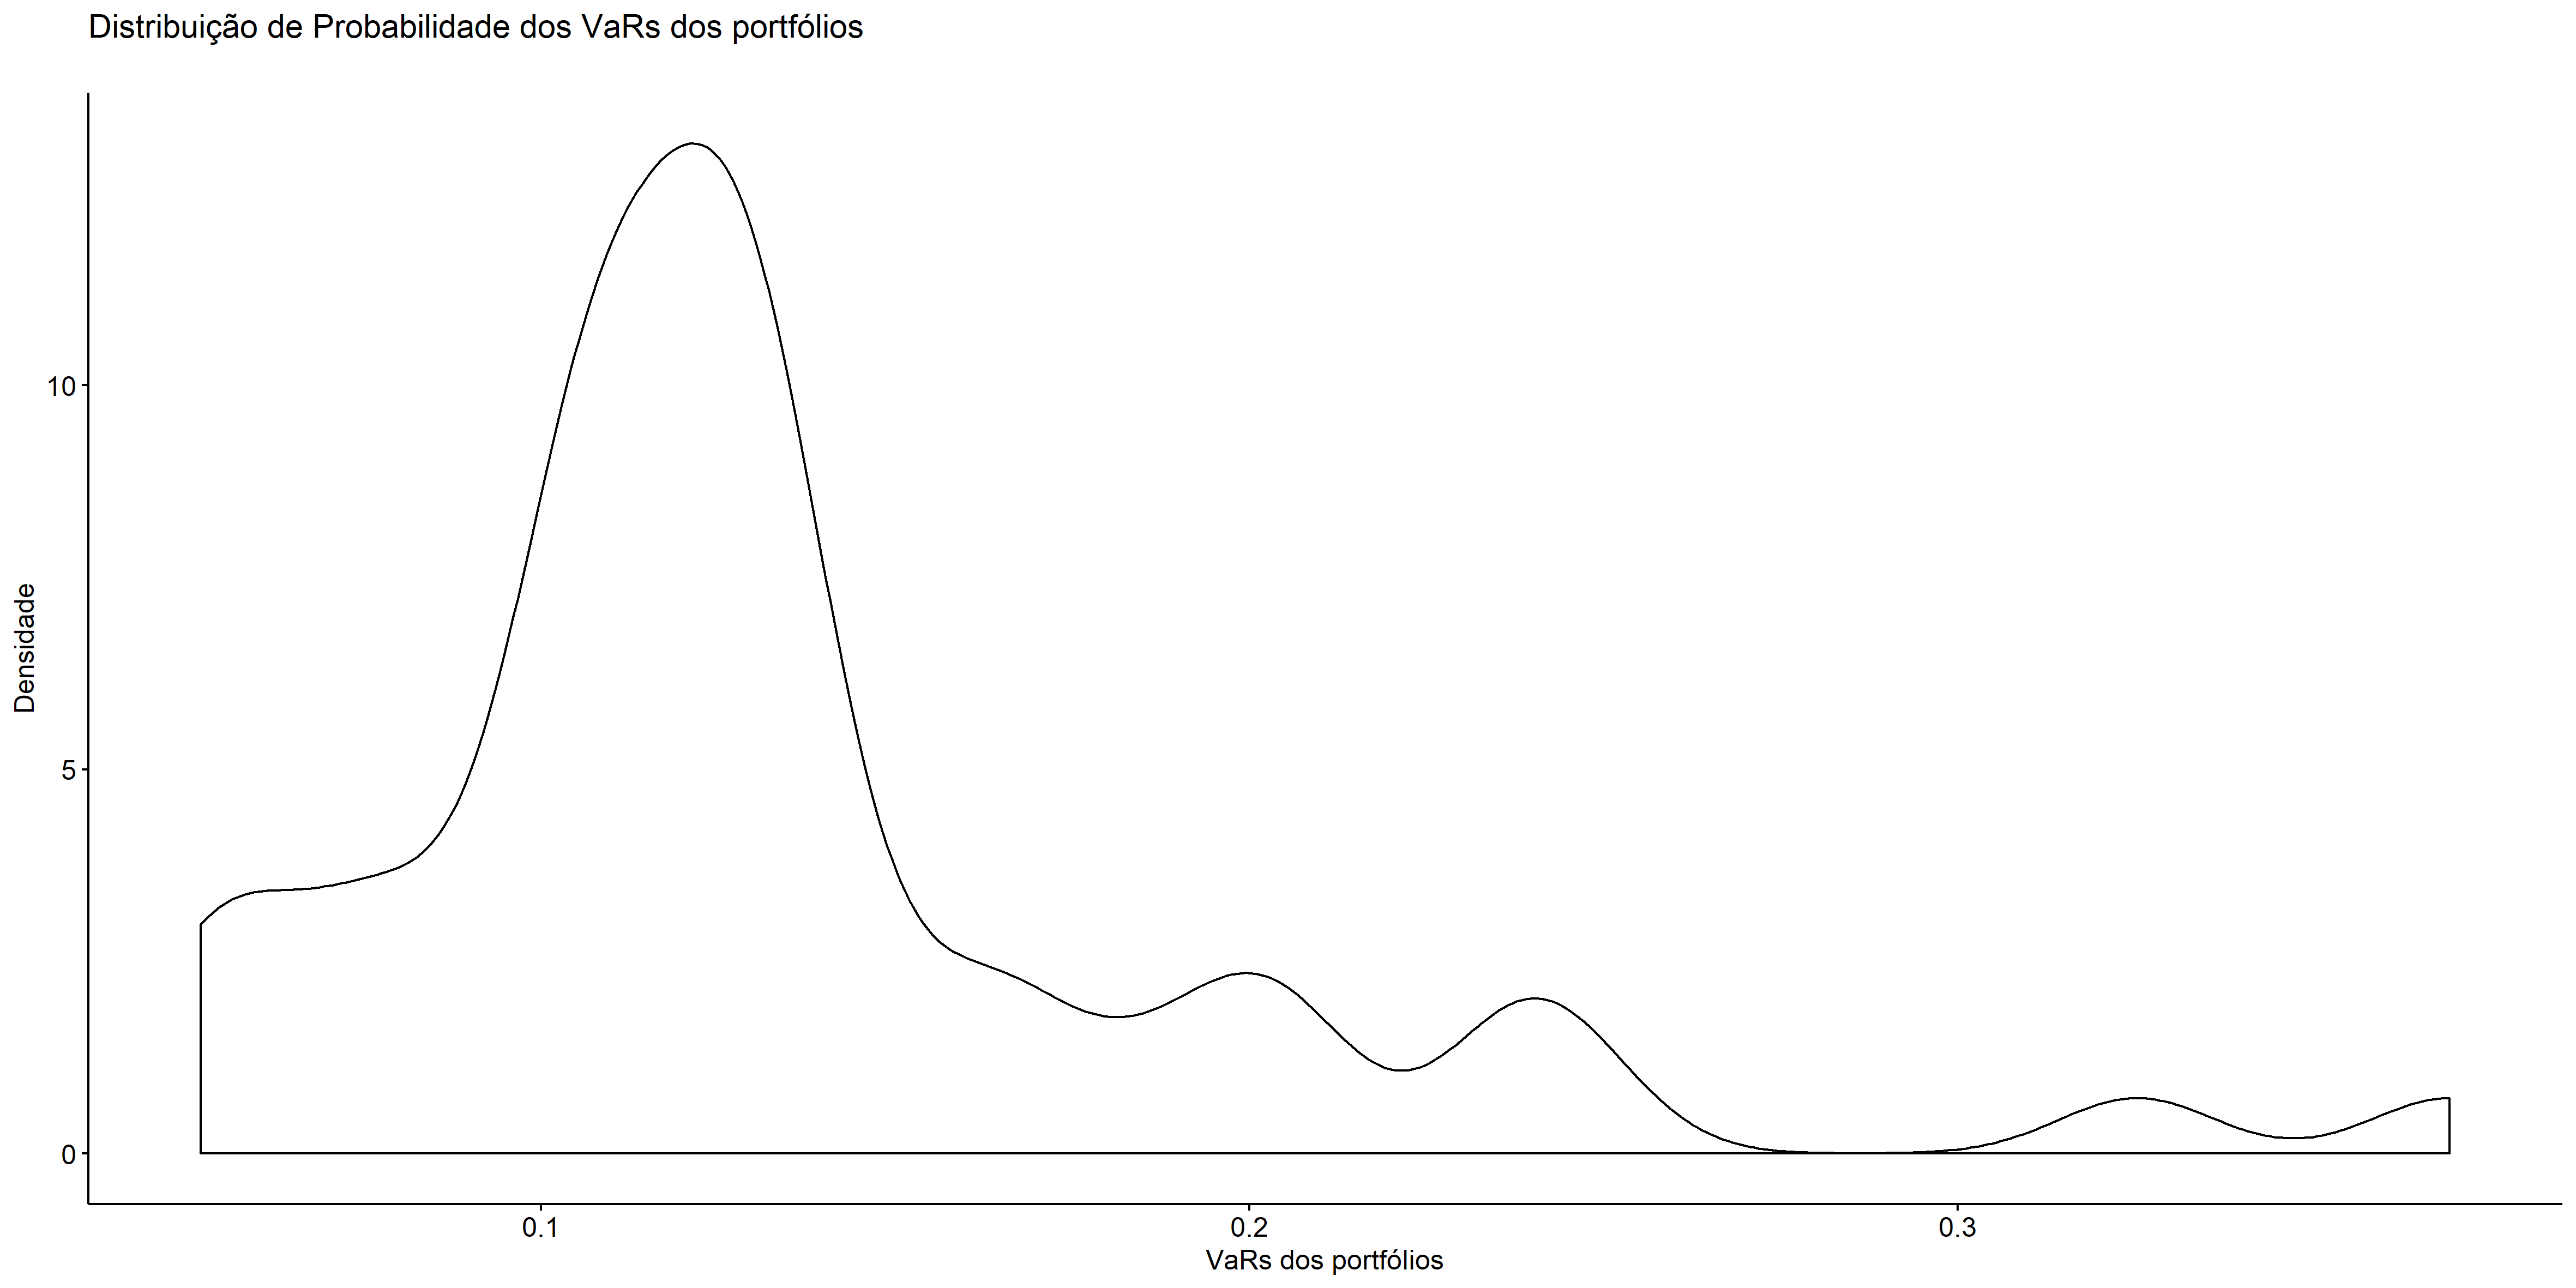 Distribuição de Probabilidade dos VaRs dos portfólios
Densidade
10
5
0
0.1
0.2
0.3
VaRs dos portfólios